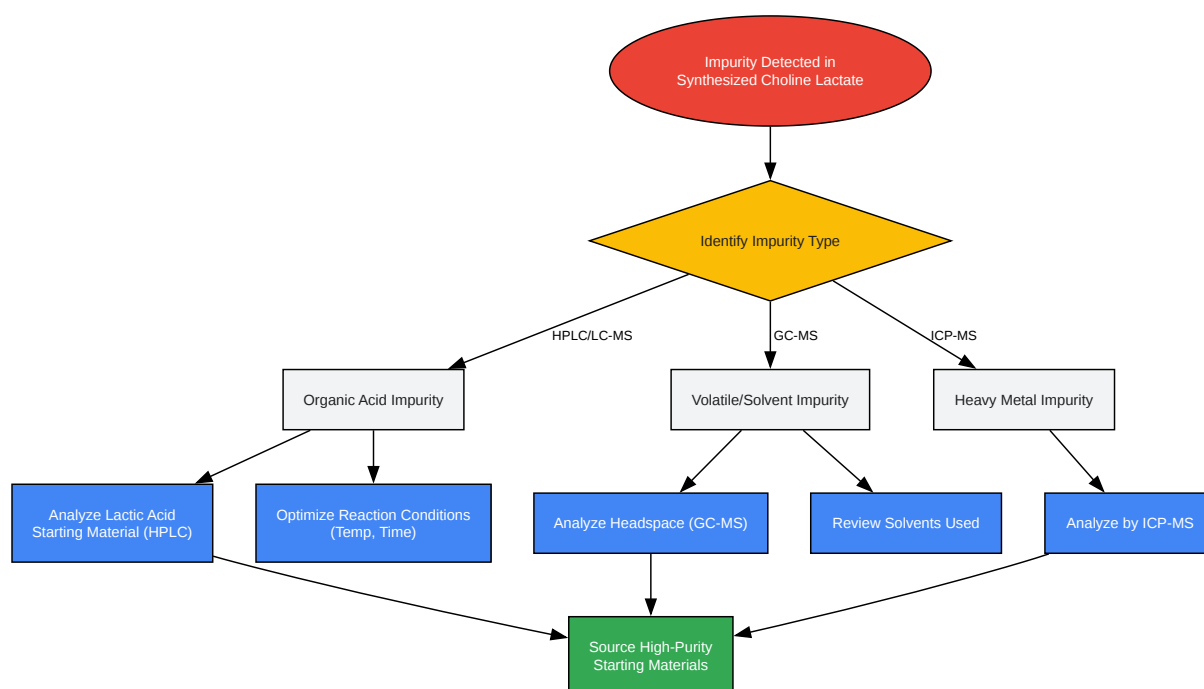 Impurity Detected in
Synthesized Choline Lactate
Identify Impurity Type
HPLC/LC-MS
GC-MS
ICP-MS
Organic Acid Impurity
Volatile/Solvent Impurity
Heavy Metal Impurity
Analyze Lactic Acid
Starting Material (HPLC)
Optimize Reaction Conditions
(Temp, Time)
Analyze Headspace (GC-MS)
Review Solvents Used
Analyze by ICP-MS
Source High-Purity
Starting Materials